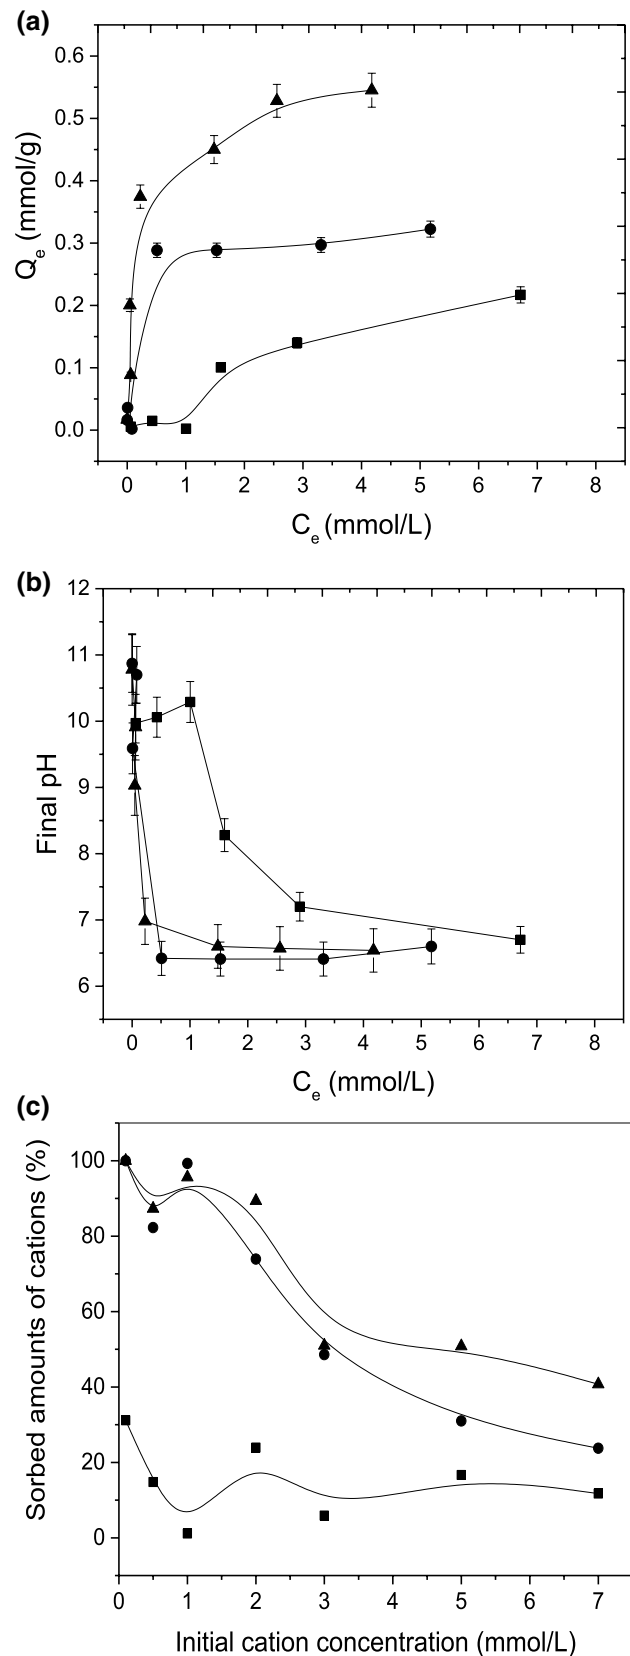 (a)
0.6
0.5
0.4
0.3
0.2
0.1
0.0
Qe (mmol/g)
0 1 2 3 4 5 6 7 8
Ce (mmol/L)
(b)
12
11
10
9
8
7
6
Final pH
0 1 2 3 4 5 6 7 8
Ce (mmol/L)
(c)
100
80
60
40
20
0
Sorbed amounts of cations (%)
0 1 2 3 4 5 6 7
Initial cation concentration (mmol/L)